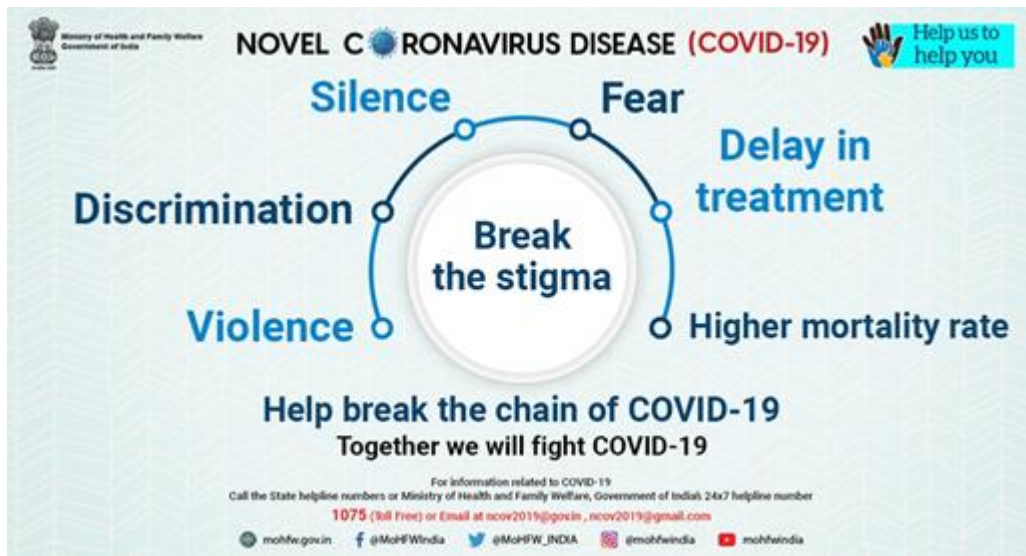 Ministry of Health and Family Welfare
Government of India
NOVEL CORONAVIRUS DISEASE (COVID-19)
Help us to
help you
Silence
Fear
Delay in
treatment
Discrimination
Break
the stigma
Violence
Higher mortality rate
Help break the chain of COVID-19
Together we will fight COVID-19
For information related to COVID-19
Call the State helpline numbers or Ministry of Health and Family Welfare, Government of India's 24x7 helpline number
1075 (Toll Free) or Email at ncov2019@gov.in , ncov2019@gmail.com
mohfw.gov.in @MoHFWIndia @MoHFW_INDIA @mohfwindia mohfwindia